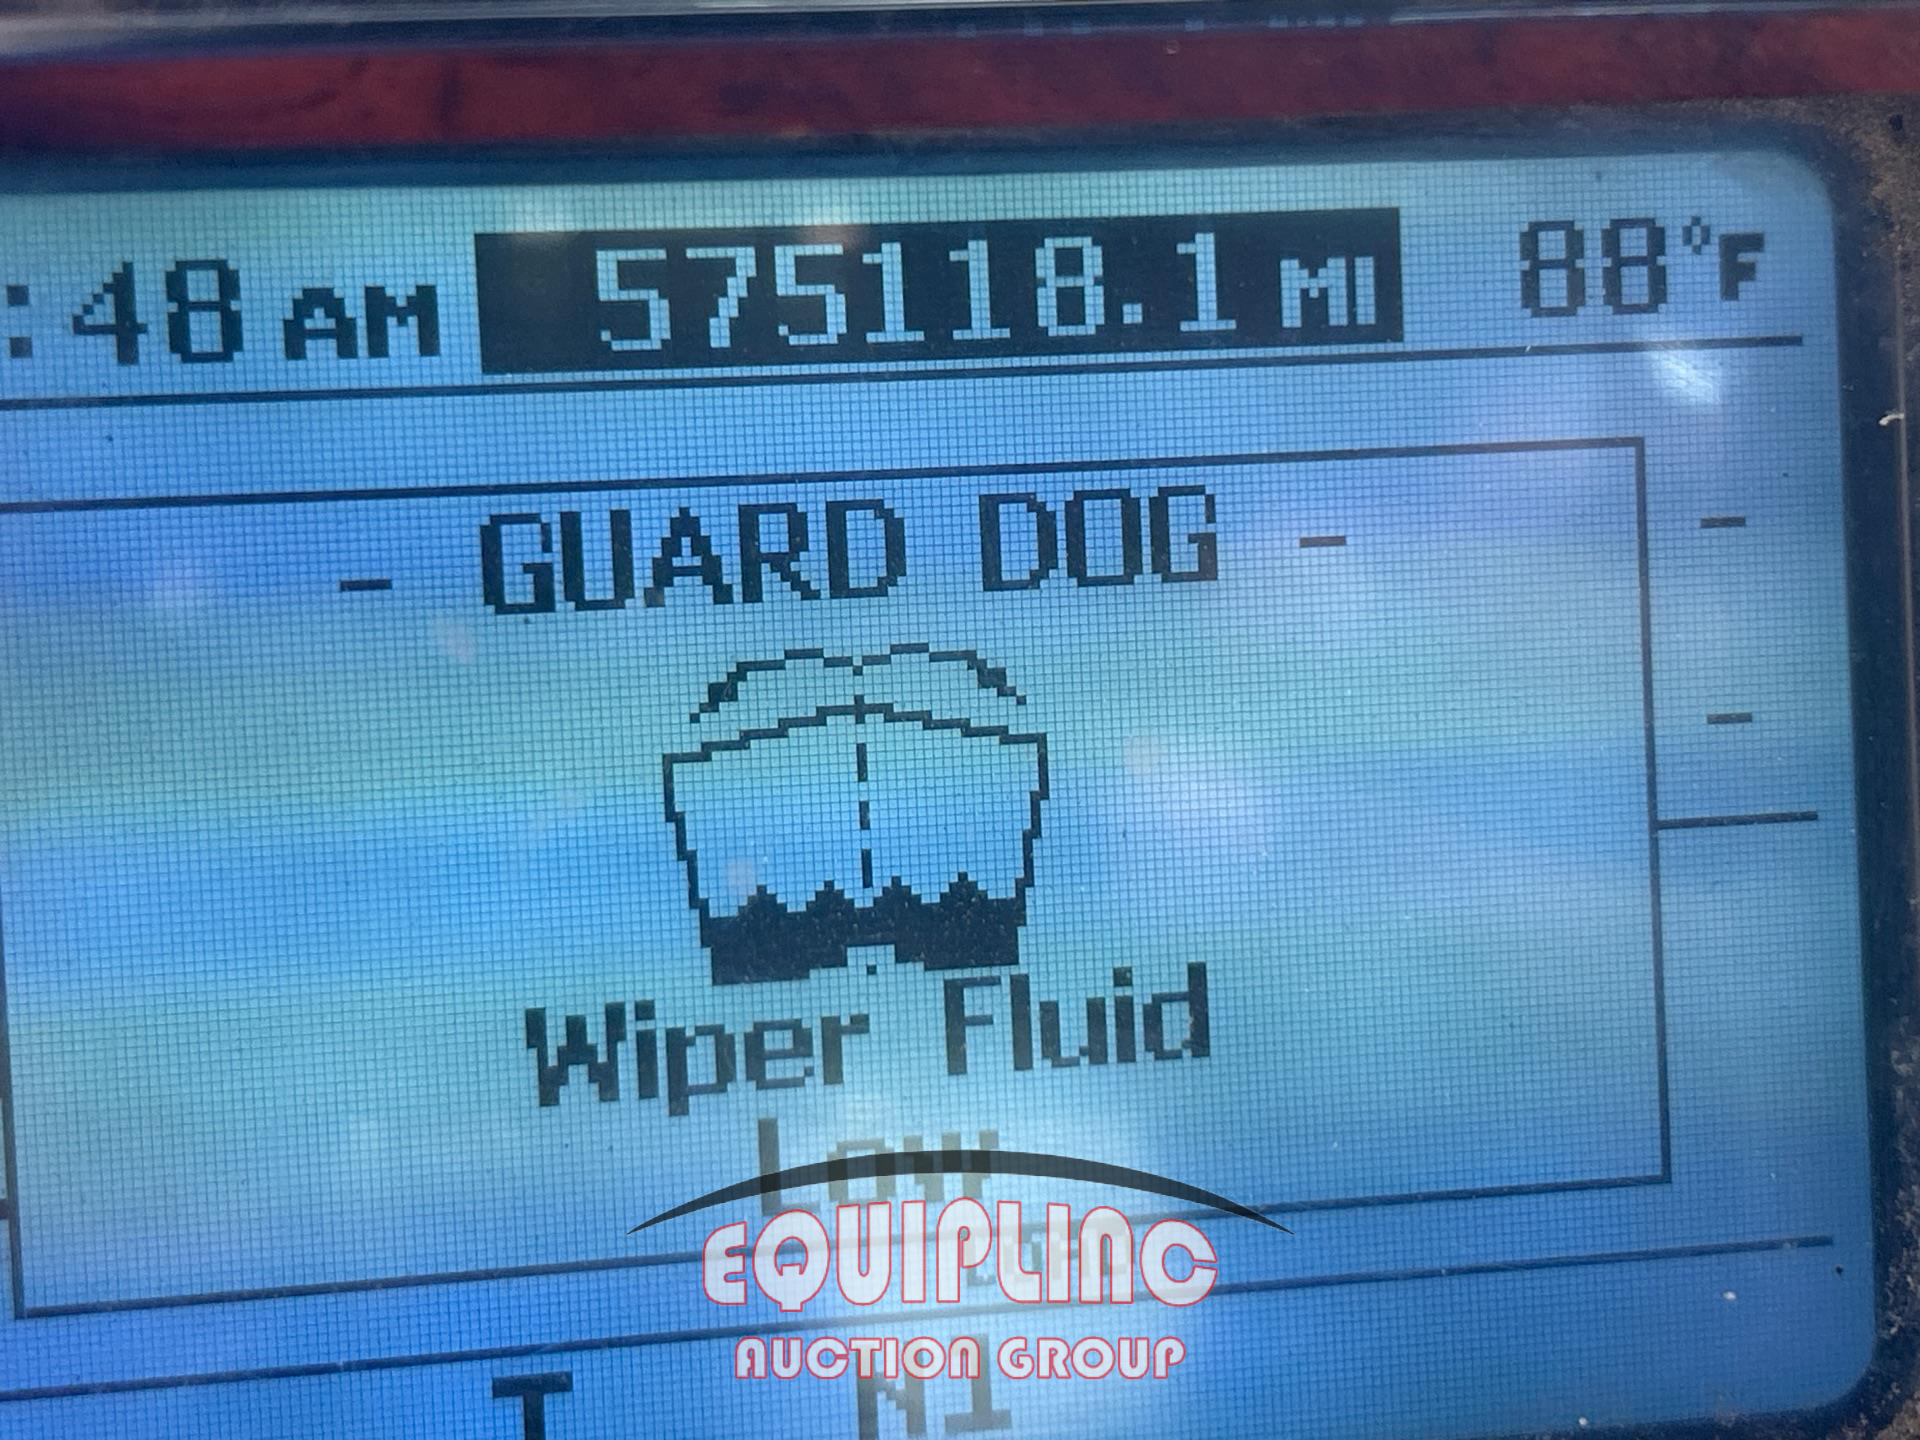 :48 AM 575118.1 MI 88°F
- GUARD DOG -
Wiper Fluid
Low
EQUIPLINC
AUCTION GROUP
T N1